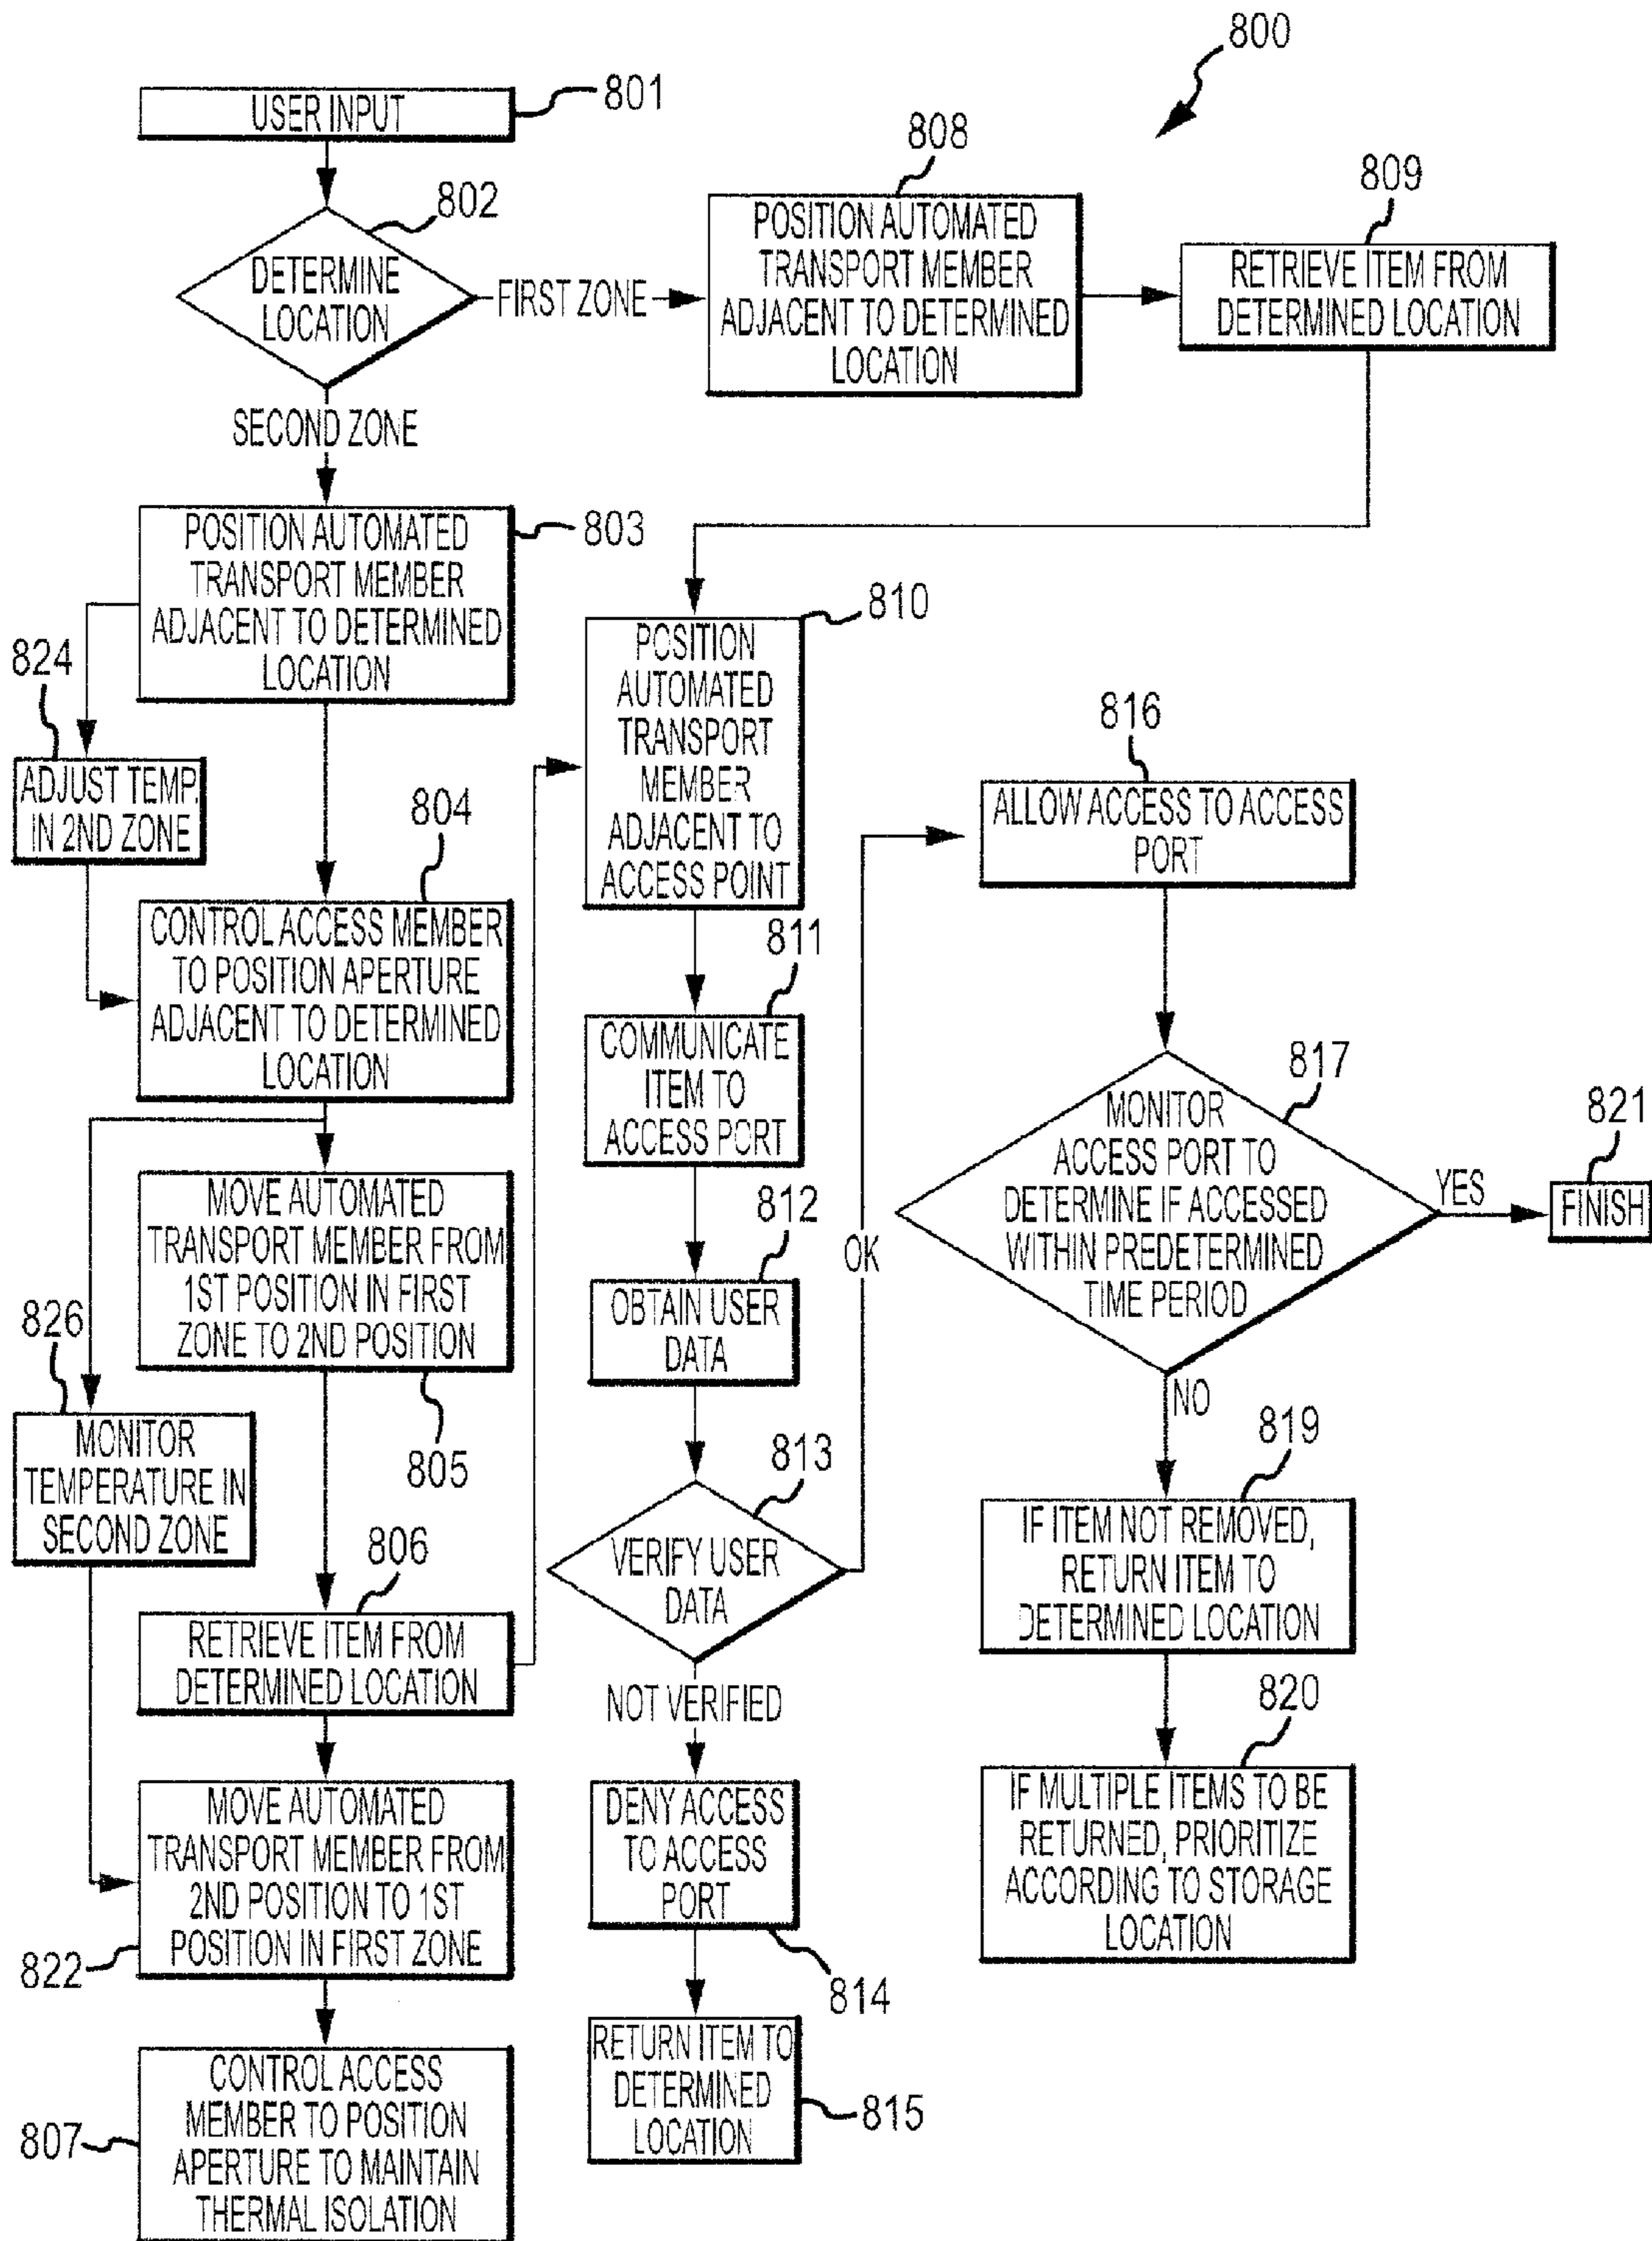 800
801
USER INPUT
802
DETERMINE
LOCATION
FIRST ZONE
SECOND ZONE
808
POSITION AUTOMATED
TRANSPORT MEMBER
ADJACENT TO DETERMINED
LOCATION
809
RETRIEVE ITEM FROM
DETERMINED LOCATION
803
POSITION AUTOMATED
TRANSPORT MEMBER
ADJACENT TO DETERMINED
LOCATION
824
ADJUST TEMP.
IN 2ND ZONE
804
CONTROL ACCESS MEMBER
TO POSITION APERTURE
ADJACENT TO DETERMINED
LOCATION
MOVE AUTOMATED
TRANSPORT MEMBER FROM
1ST POSITION IN FIRST
ZONE TO 2ND POSITION
805
826
MONITOR
TEMPERATURE IN
SECOND ZONE
806
RETRIEVE ITEM FROM
DETERMINED LOCATION
MOVE AUTOMATED
TRANSPORT MEMBER FROM
2ND POSITION TO 1ST
POSITION IN FIRST ZONE
822
CONTROL ACCESS
MEMBER TO POSITION
APERTURE TO MAINTAIN
THERMAL ISOLATION
807
810
POSITION
AUTOMATED
TRANSPORT
MEMBER
ADJACENT TO
ACCESS POINT
811
COMMUNICATE
ITEM TO
ACCESS PORT
812
OBTAIN USER
DATA
813
VERIFY USER
DATA
OK
NOT VERIFIED
DENY ACCESS
TO ACCESS
PORT
814
RETURN ITEM TO
DETERMINED
LOCATION
815
816
ALLOW ACCESS TO ACCESS
PORT
817
MONITOR
ACCESS PORT TO
DETERMINE IF ACCESSED
WITHIN PREDETERMINED
TIME PERIOD
YES
821
FINISH
NO
819
IF ITEM NOT REMOVED,
RETURN ITEM TO
DETERMINED LOCATION
820
IF MULTIPLE ITEMS TO BE
RETURNED, PRIORITIZE
ACCORDING TO STORAGE
LOCATION